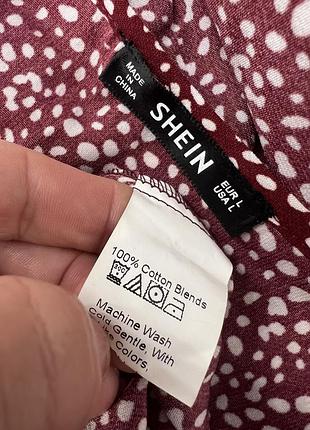 MADE IN
CHINA
SHEIN
EUR L
USA L
100% Cotton Blends
Machine Wash
Cold Gentle, With
Like Colors,